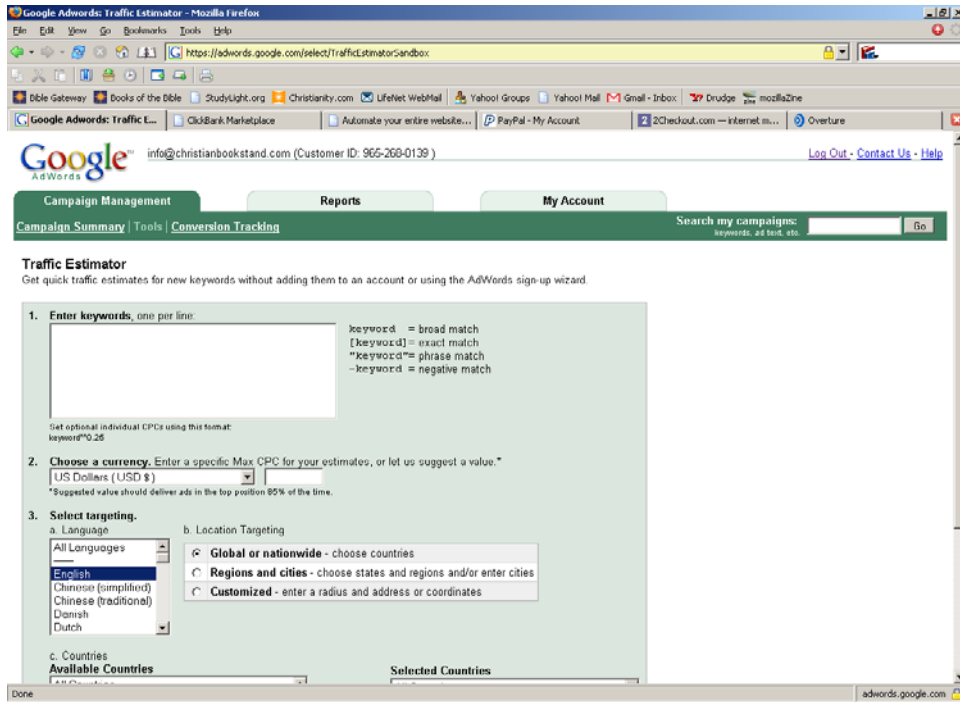 Google Adwords: Traffic Estimator - Mozilla Firefox
File Edit View Go Bookmarks Tools Help
https://adwords.google.com/select/TrafficEstimatorSandbox
Bible Gateway Books of the Bible StudyLight.org Christianity.com LifeNet WebMail Yahoo! Groups Yahoo! Mail Gmail - Inbox Drudge mozillaZine
Google Adwords: Traffic E... ClickBank Marketplace Automate your entire website... PayPal - My Account 2Checkout.com — internet m... Overture
Google AdWords
info@christianbookstand.com (Customer ID: 965-268-0139 ) Log Out - Contact Us - Help
Campaign Management Reports My Account
Campaign Summary | Tools | Conversion Tracking Search my campaigns: Go
keywords, ad text, etc.
Traffic Estimator
Get quick traffic estimates for new keywords without adding them to an account or using the AdWords sign-up wizard.
1. Enter keywords, one per line:
keyword = broad match
[keyword]= exact match
"keyword"= phrase match
-keyword = negative match
Set optional individual CPCs using this format:
keyword**0.25
2. Choose a currency. Enter a specific Max CPC for your estimates, or let us suggest a value.*
US Dollars (USD $)
*Suggested value should deliver ads in the top position 85% of the time.
3. Select targeting.
a. Language b. Location Targeting
All Languages
English
Chinese (simplified)
Chinese (traditional)
Danish
Dutch
Global or nationwide - choose countries
Regions and cities - choose states and regions and/or enter cities
Customized - enter a radius and address or coordinates
c. Countries
Available Countries Selected Countries
Done adwords.google.com